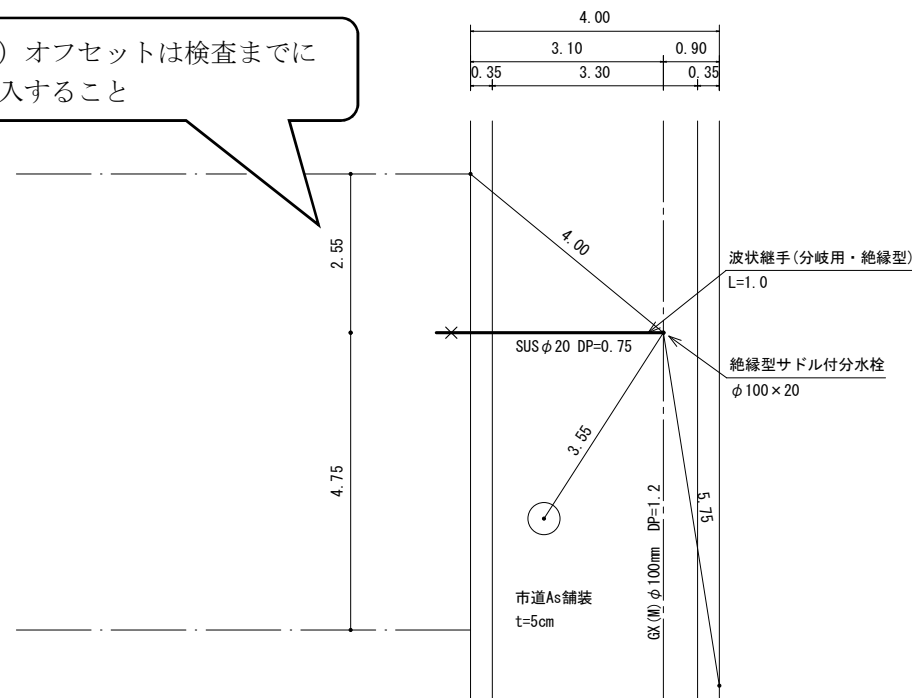 ）オフセットは検査までに
入すること
4.00
3.10
0.90
0.35
3.30
0.35
2.55
4.00
波状継手(分岐用・絶縁型)
L=1.0
SUSφ20 DP=0.75
絶縁型サドル付分水栓
φ100×20
3.55
4.75
GX(M)φ100mm DP=1.2
5.75
市道As舗装
t=5cm